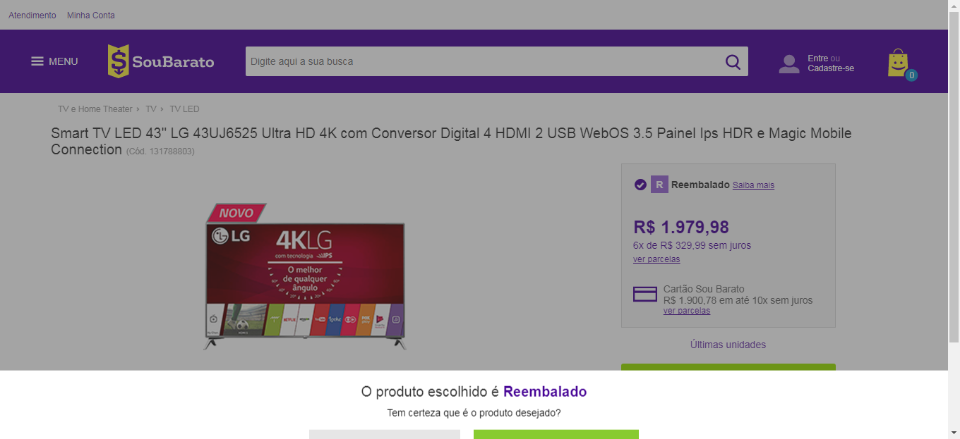 Atendimento Minha Conta
MENU
SouBarato
Digite aqui a sua busca
Entre ou
Cadastre-se
0
TV e Home Theater › TV › TV LED
Smart TV LED 43" LG 43UJ6525 Ultra HD 4K com Conversor Digital 4 HDMI 2 USB WebOS 3.5 Painel Ips HDR e Magic Mobile
Connection (Cód. 131788803)
NOVO
LG
4K LG
com tecnologia IPS
O melhor
de qualquer
ângulo
R Reembalado Saiba mais
R$ 1.979,98
6x de R$ 329,99 sem juros
ver parcelas
Cartão Sou Barato
R$ 1.900,78 em até 10x sem juros
ver parcelas
Últimas unidades
O produto escolhido é Reembalado
Tem certeza que é o produto desejado?